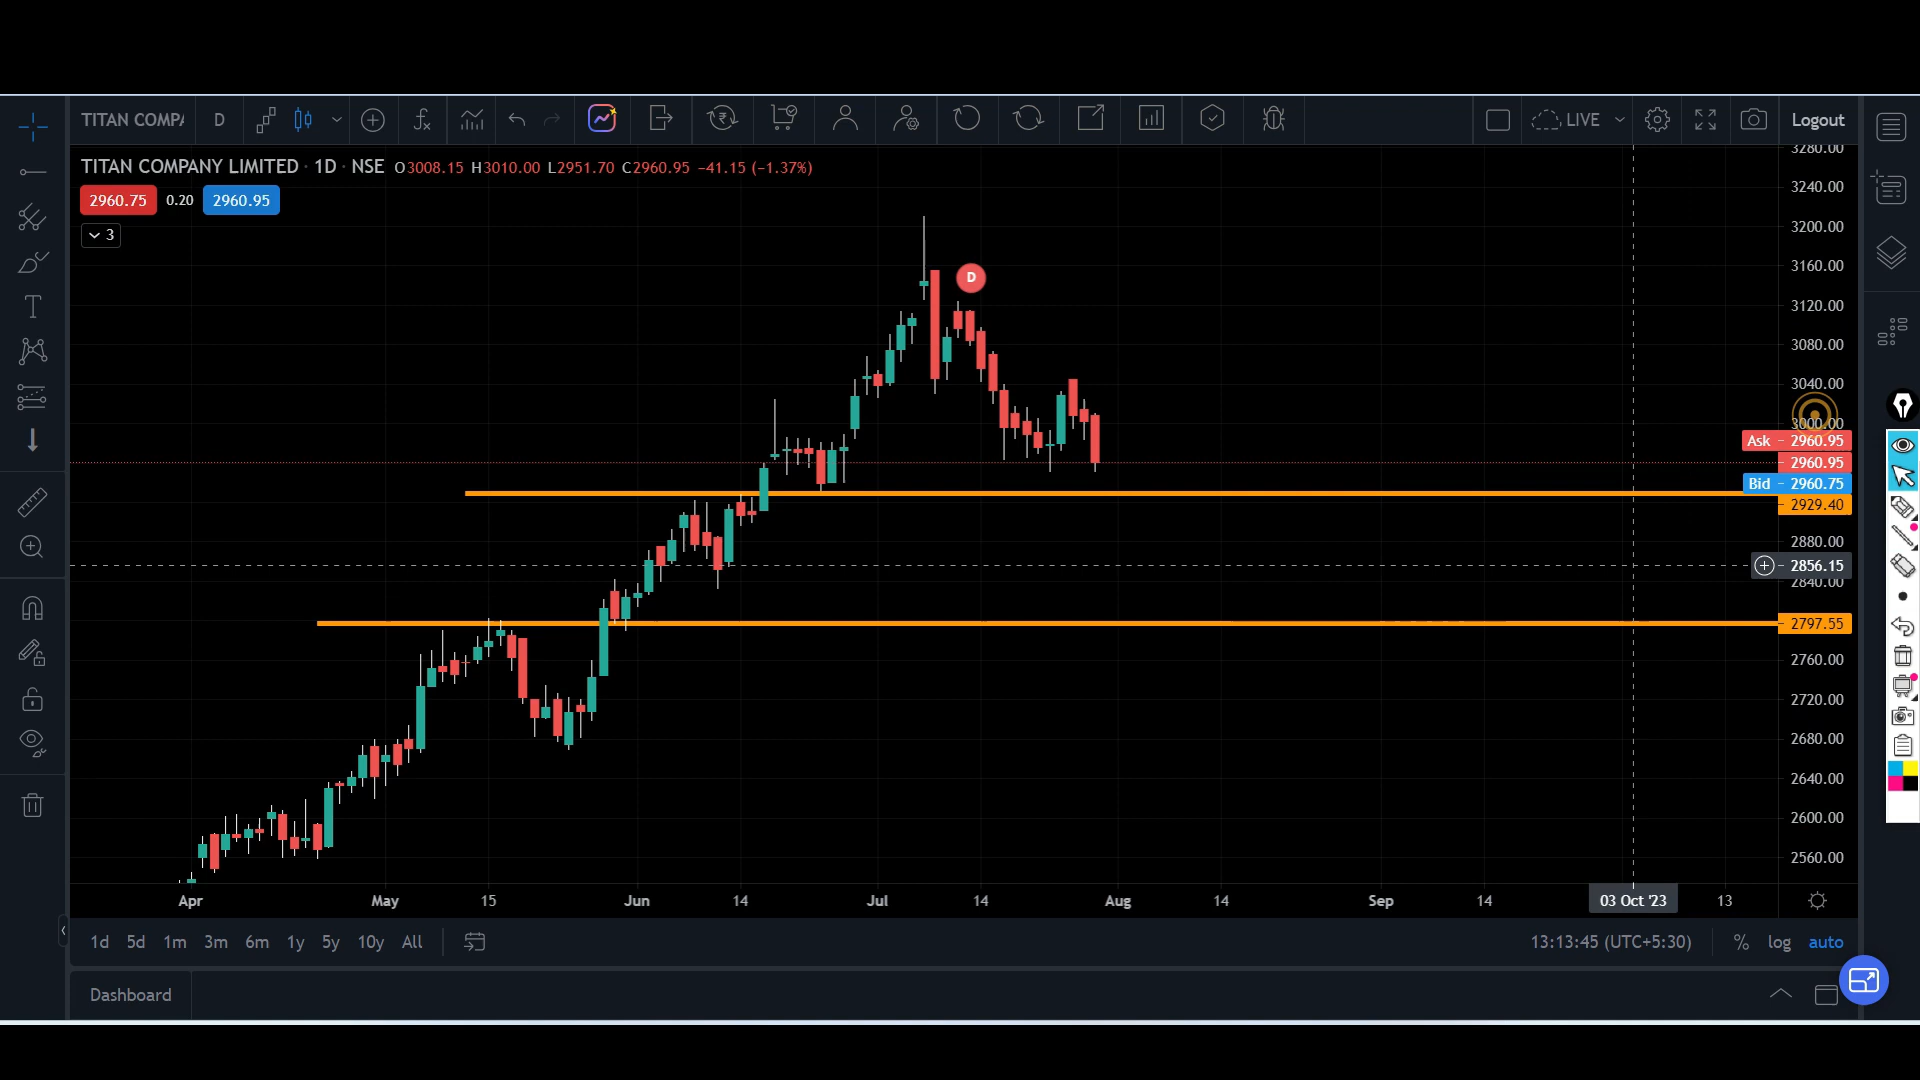 TITAN COMPA D LIVE Logout
TITAN COMPANY LIMITED · 1D · NSE O3008.15 H3010.00 L2951.70 C2960.95 −41.15 (−1.37%)
2960.75 0.20 2960.95
3
D
3280.00
3240.00
3200.00
3160.00
3120.00
3080.00
3040.00
3000.00
Ask 2960.95
2960.95
Bid 2960.75
2929.40
2880.00
2856.15
2840.00
2797.55
2760.00
2720.00
2680.00
2640.00
2600.00
2560.00
Apr May 15 Jun 14 Jul 14 Aug 14 Sep 14 03 Oct '23 13
1d 5d 1m 3m 6m 1y 5y 10y All 13:13:45 (UTC+5:30) % log auto
Dashboard